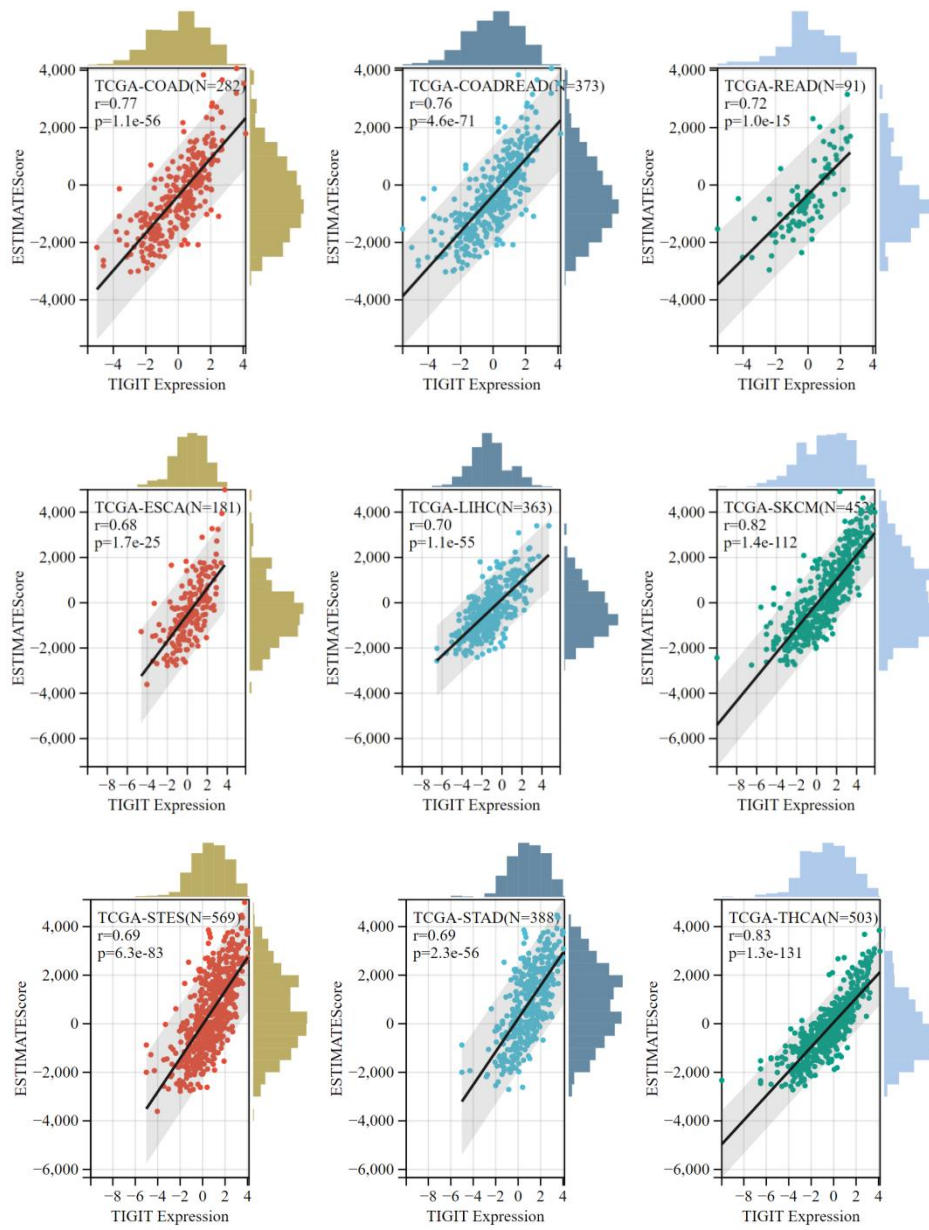 4,000
2,000
0
−2,000
−4,000
ESTIMATEScore
TCGA-COAD(N=282)
r=0.77
p=1.1e-56
−4 −2 0 2 4
TIGIT Expression
4,000
2,000
0
−2,000
−4,000
ESTIMATEScore
TCGA-COADREAD(N=373)
r=0.76
p=4.6e-71
−4 −2 0 2 4
TIGIT Expression
4,000
2,000
0
−2,000
−4,000
ESTIMATEScore
TCGA-READ(N=91)
r=0.72
p=1.0e-15
−4 −2 0 2 4
TIGIT Expression
4,000
2,000
0
−2,000
−4,000
−6,000
ESTIMATEScore
TCGA-ESCA(N=181)
r=0.68
p=1.7e-25
−8 −6 −4 −2 0 2 4
TIGIT Expression
4,000
2,000
0
−2,000
−4,000
−6,000
ESTIMATEScore
TCGA-LIHC(N=363)
r=0.70
p=1.1e-55
−8 −6 −4 −2 0 2 4
TIGIT Expression
4,000
2,000
0
−2,000
−4,000
−6,000
ESTIMATEScore
r=0.82
p=1.4e-112
−8 −6 −4 −2 0 2 4
TIGIT Expression
4,000
2,000
0
−2,000
−4,000
−6,000
ESTIMATEScore
TCGA-STES(N=569)
r=0.69
p=6.3e-83
−8 −6 −4 −2 0 2 4
TIGIT Expression
4,000
2,000
0
−2,000
−4,000
−6,000
ESTIMATEScore
TCGA-STAD(N=388)
r=0.69
p=2.3e-56
−8 −6 −4 −2 0 2 4
TIGIT Expression
4,000
2,000
0
−2,000
−4,000
−6,000
ESTIMATEScore
TCGA-THCA(N=503)
r=0.83
p=1.3e-131
−8 −6 −4 −2 0 2 4
TIGIT Expression